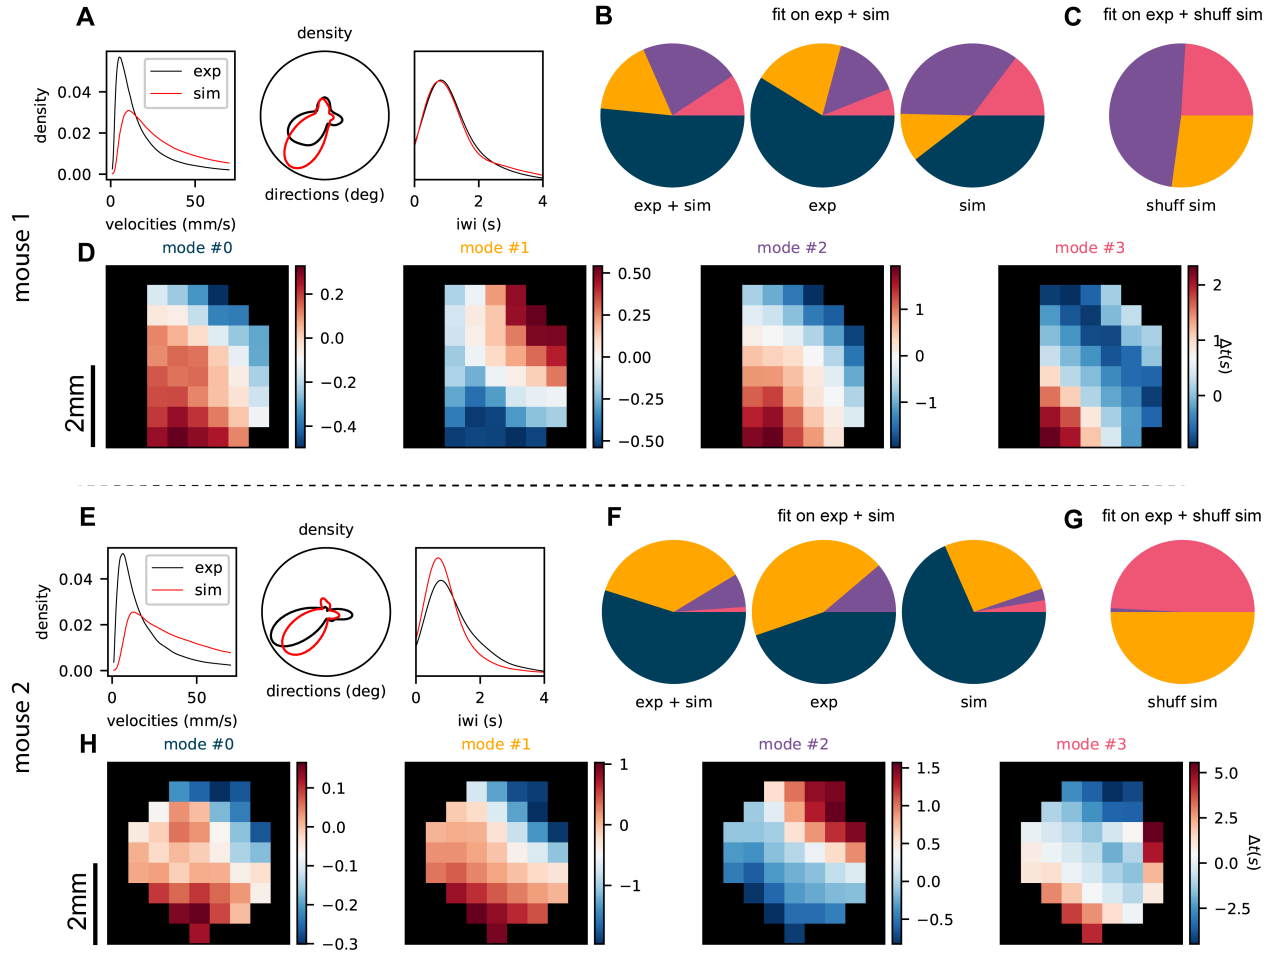 A
B
fit on exp + sim
C
fit on exp + shuff sim
density
exp
sim
0.04
0.02
0.00
density
0
50
velocities (mm/s)
directions (deg)
0
2
4
iwi (s)
exp + sim
exp
sim
shuff sim
mouse 1
D
mode #0
mode #1
mode #2
mode #3
2mm
0.2
0.0
−0.2
−0.4
0.50
0.25
0.00
−0.25
−0.50
1
0
−1
2
1
0
Δt(s)
E
F
fit on exp + sim
G
fit on exp + shuff sim
density
exp
sim
0.04
0.02
0.00
density
0
50
velocities (mm/s)
directions (deg)
0
2
4
iwi (s)
exp + sim
exp
sim
shuff sim
mouse 2
H
mode #0
mode #1
mode #2
mode #3
2mm
0.1
0.0
−0.1
−0.2
−0.3
1
0
−1
1.5
1.0
0.5
0.0
−0.5
5.0
2.5
0.0
−2.5
Δt(s)